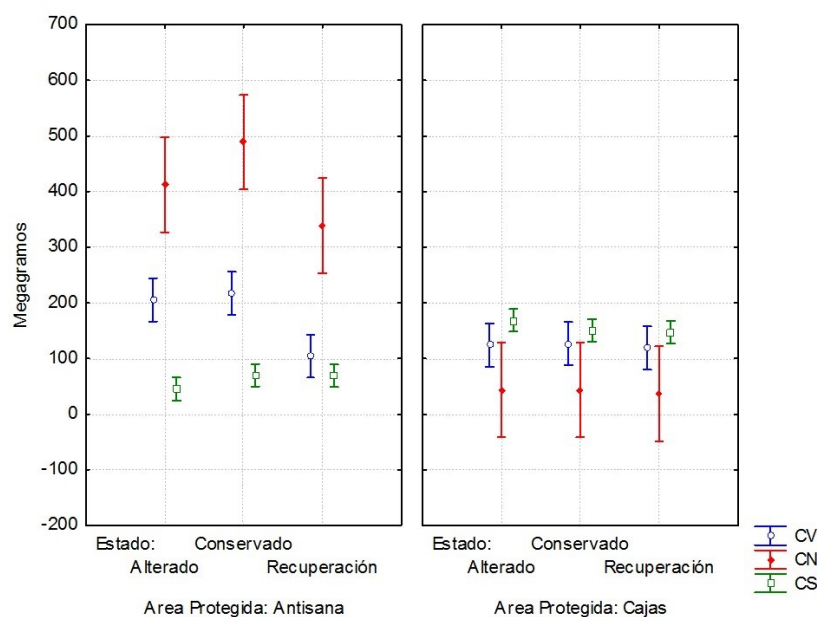 700
600
500
400
300
200
100
0
-100
-200
Megagramos
Estado: Conservado
Alterado Recuperación
Area Protegida: Antisana
Estado: Conservado
Alterado Recuperación
Area Protegida: Cajas
CV
CN
CS